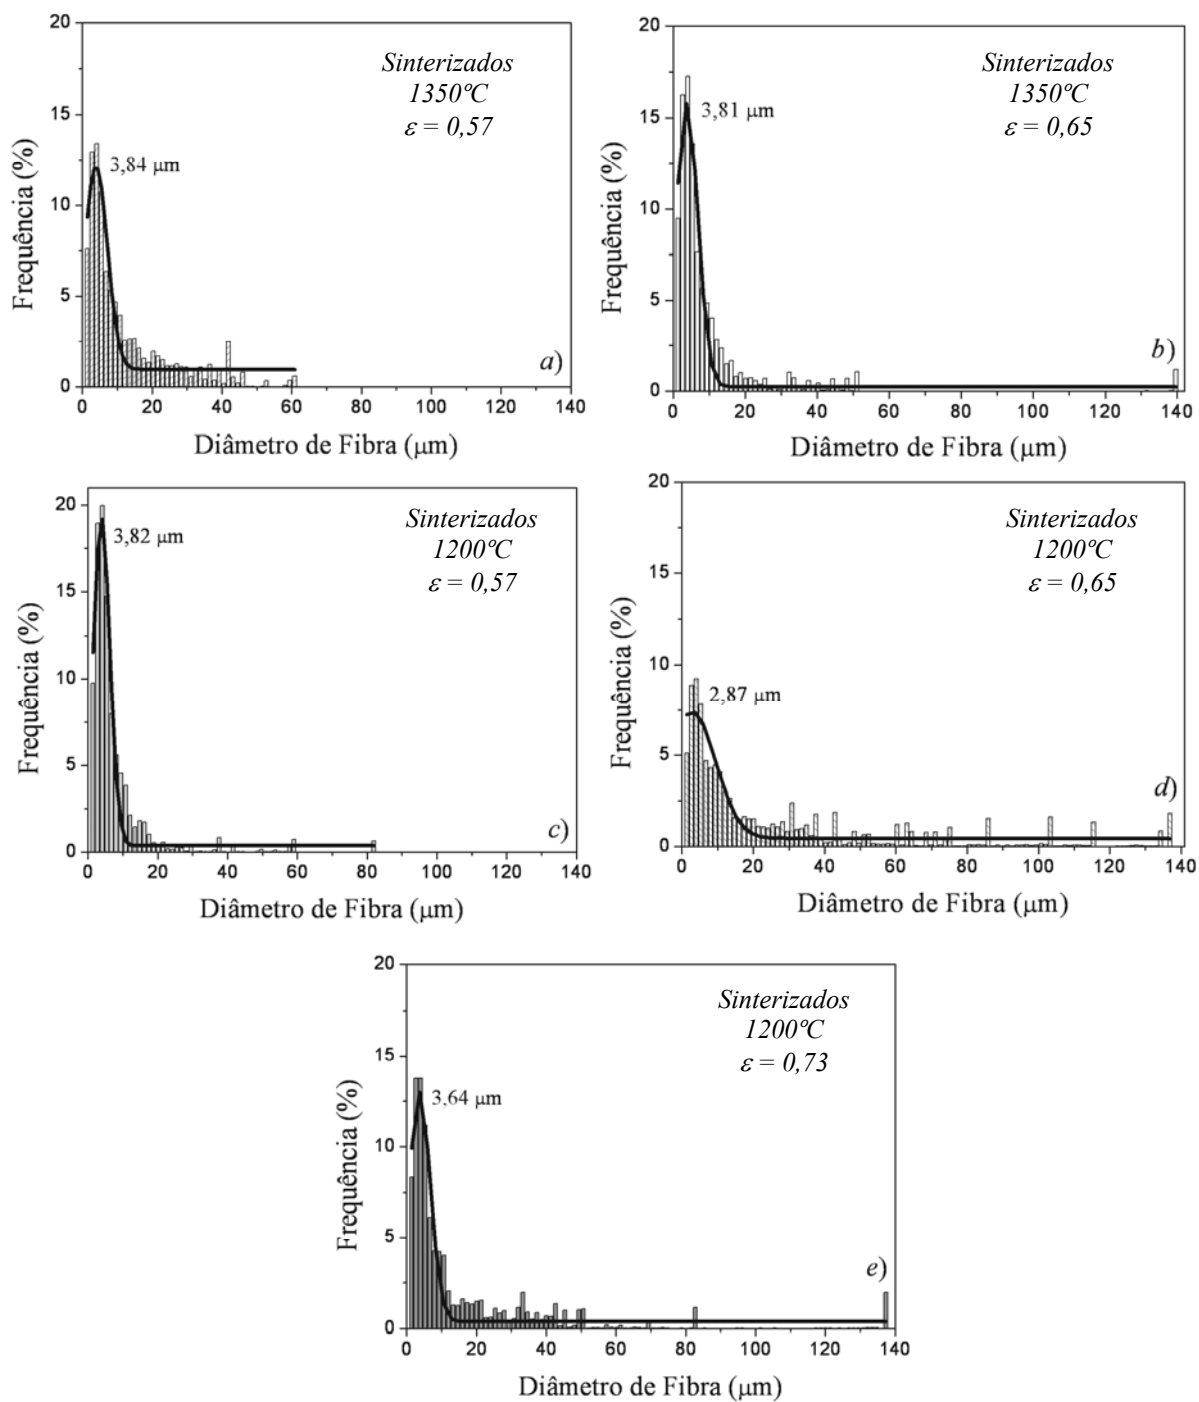 20
15
10
5
0
Frequência (%)
3,84 μm
Sinterizados
1350ºC
ε = 0,57
a)
0 20 40 60 80 100 120 140
Diâmetro de Fibra (μm)
20
15
10
5
0
Frequência (%)
3,81 μm
Sinterizados
1350ºC
ε = 0,65
b)
0 20 40 60 80 100 120 140
Diâmetro de Fibra (μm)
20
15
10
5
0
Frequência (%)
3,82 μm
Sinterizados
1200ºC
ε = 0,57
c)
0 20 40 60 80 100 120 140
Diâmetro de Fibra (μm)
20
15
10
5
0
Frequência (%)
2,87 μm
Sinterizados
1200ºC
ε = 0,65
d)
0 20 40 60 80 100 120 140
Diâmetro de Fibra (μm)
20
15
10
5
0
Frequência (%)
3,64 μm
Sinterizados
1200ºC
ε = 0,73
e)
0 20 40 60 80 100 120 140
Diâmetro de Fibra (μm)